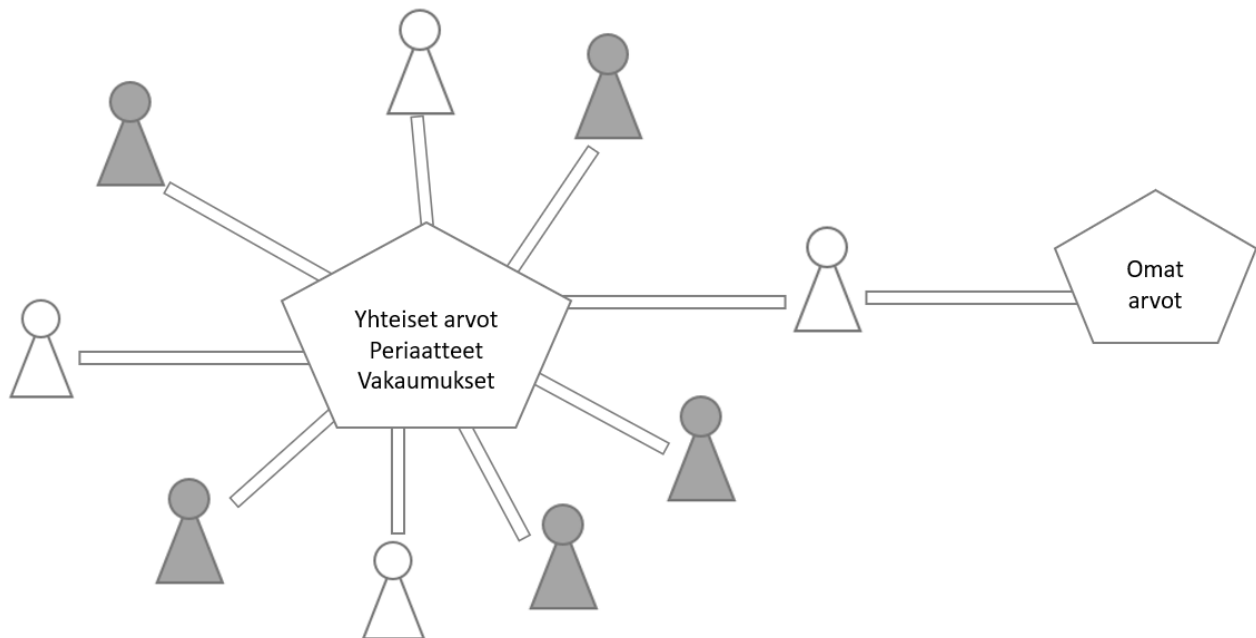 Yhteiset arvot
Periaatteet
Vakaumukset
Omat
arvot